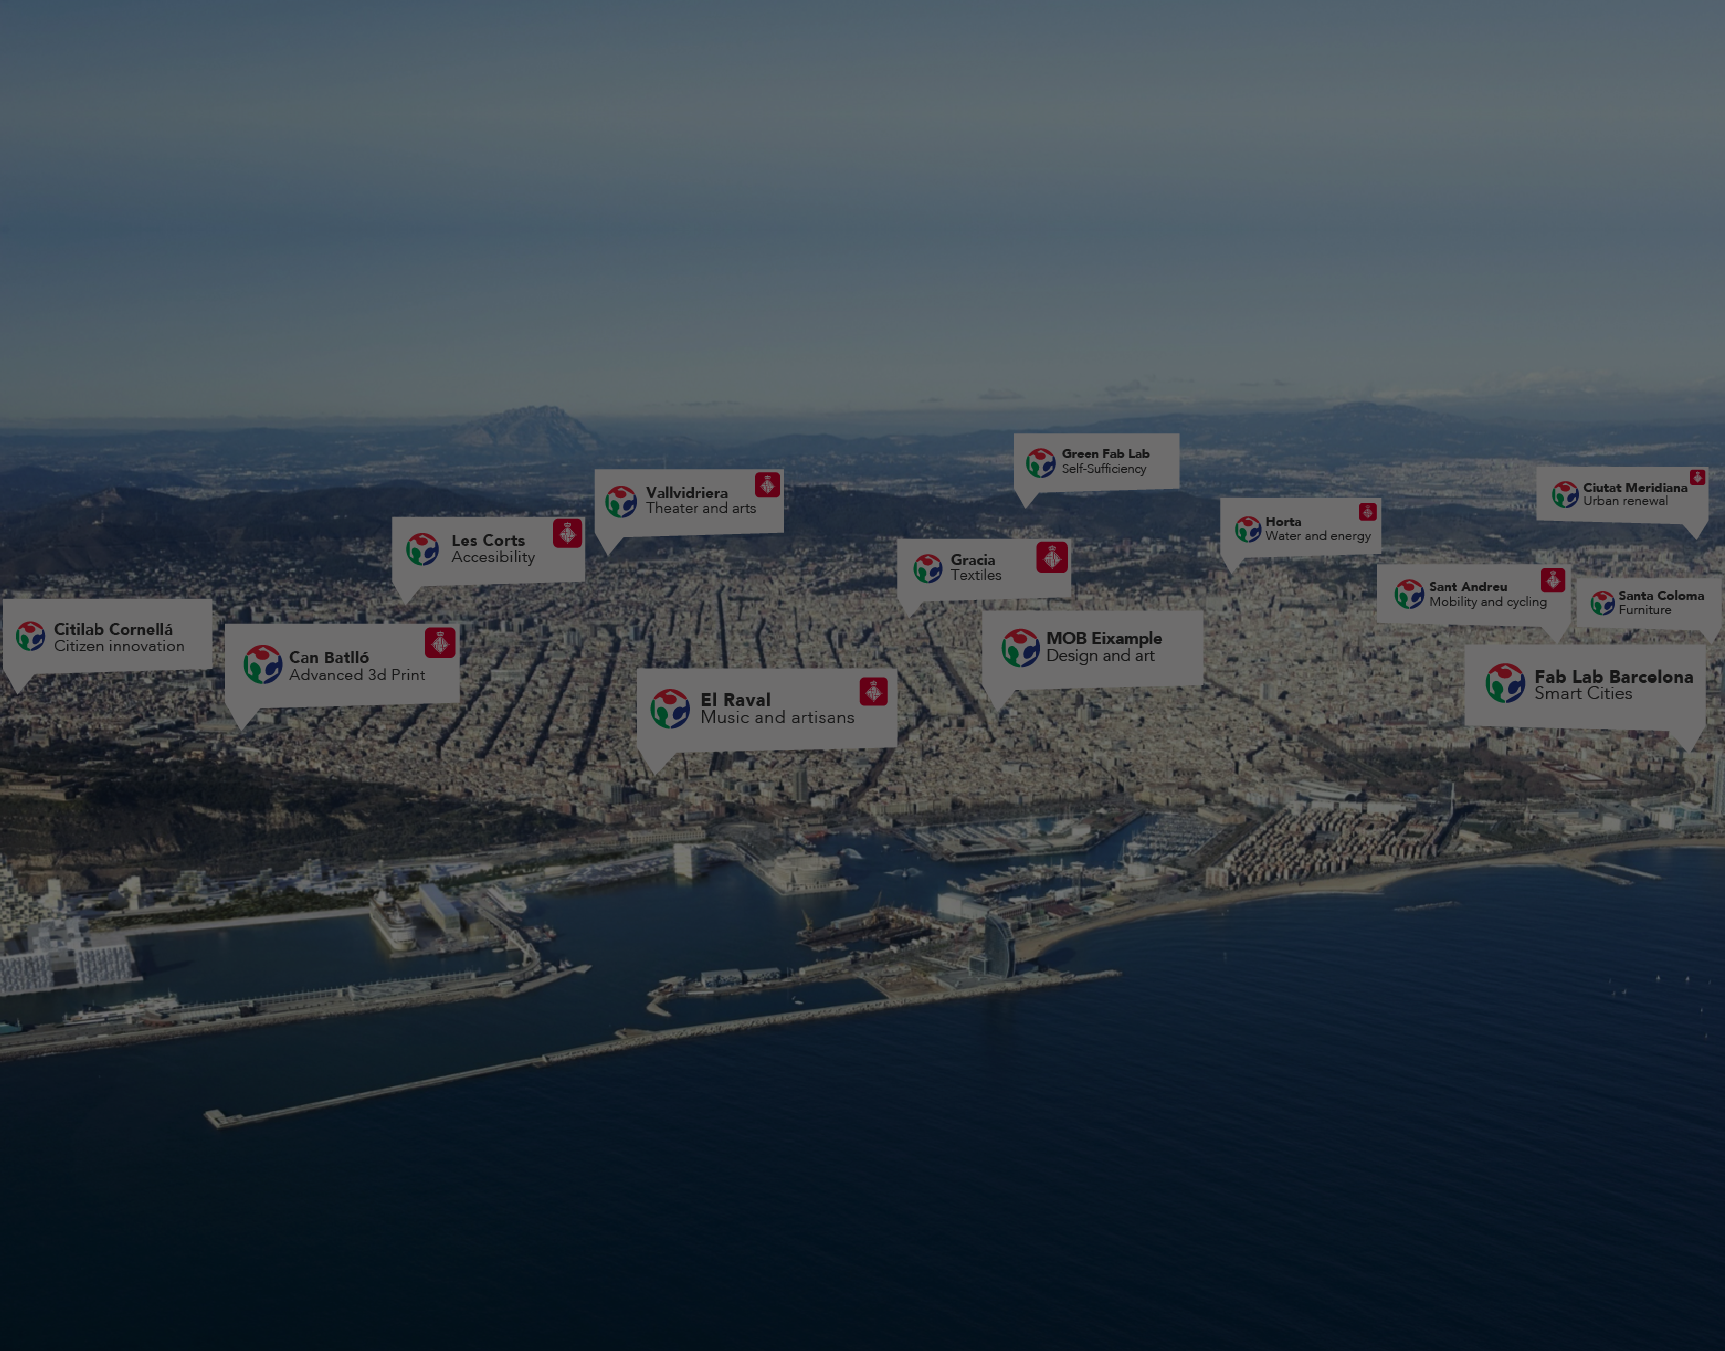 Green Fab Lab
Self-Sufficiency
Vallvidriera
Theater and arts
Ciutat Meridiana
Urban renewal
Les Corts
Accesibility
Horta
Water and energy
Gracia
Textiles
Sant Andreu
Mobility and cycling
Santa Coloma
Furniture
Citilab Cornellá
Citizen innovation
Can Batlló
Advanced 3d Print
MOB Eixample
Design and art
El Raval
Music and artisans
Fab Lab Barcelona
Smart Cities